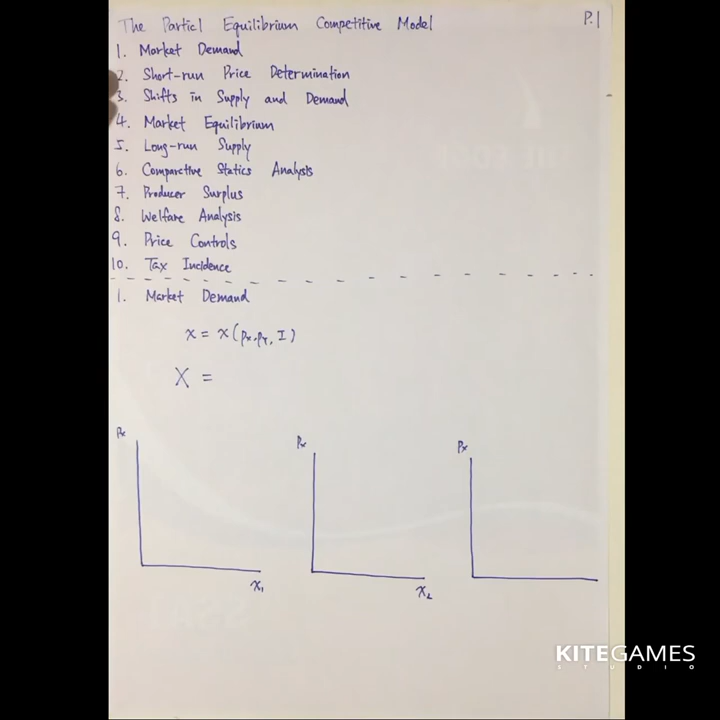 The Partial Equilibrium Competitive Model P.1
1. Market Demand
2. Short-run Price Determination
3. Shifts in Supply and Demand
4. Market Equilibrium
5. Long-run Supply
6. Comparative Statics Analysis
7. Producer Surplus
8. Welfare Analysis
9. Price Controls
10. Tax Incidence
1. Market Demand
x = x(Px, Py, I)
X =
Px Px Px
x₁ x₂
KITEGAMES
STUDIO